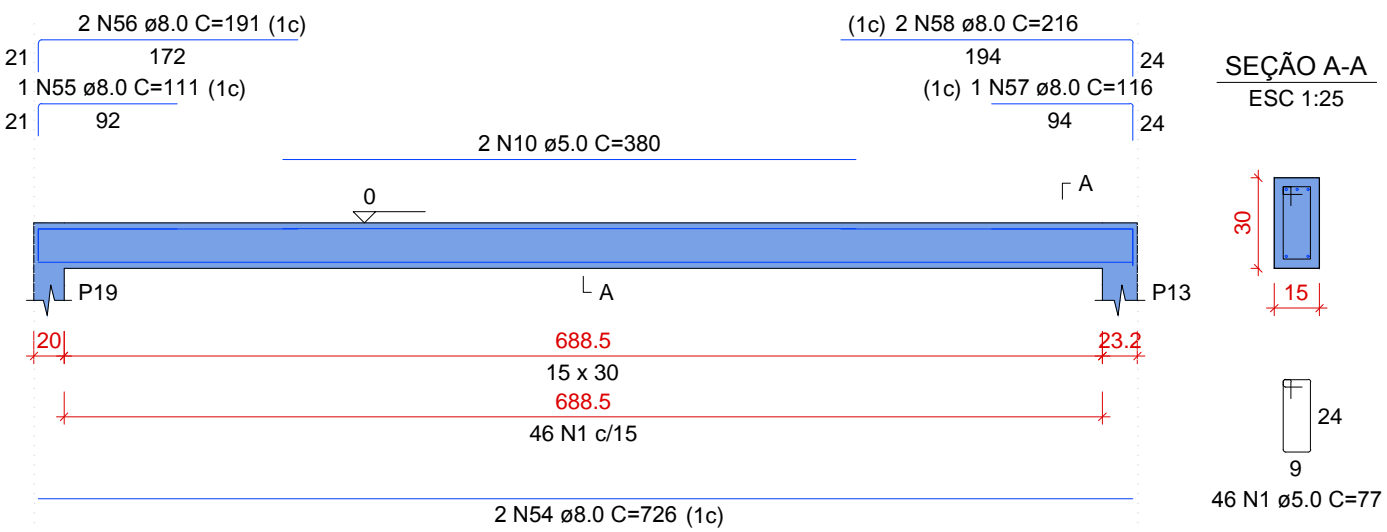 2 N56 ø8.0 C=191 (1c)
21
172
1 N55 ø8.0 C=111 (1c)
21
92
(1c) 2 N58 ø8.0 C=216
194
24
(1c) 1 N57 ø8.0 C=116
94
24
2 N10 ø5.0 C=380
0
A
A
P19
P13
20
688.5
23.2
15 x 30
688.5
46 N1 c/15
2 N54 ø8.0 C=726 (1c)
SEÇÃO A-A
ESC 1:25
30
15
24
9
46 N1 ø5.0 C=77